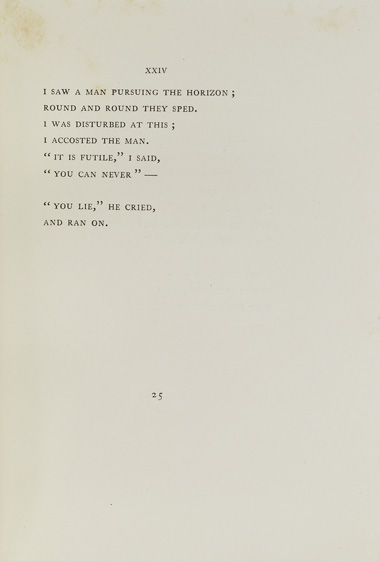 XXIV
I SAW A MAN PURSUING THE HORIZON ;
ROUND AND ROUND THEY SPED.
I WAS DISTURBED AT THIS ;
I ACCOSTED THE MAN.
“ IT IS FUTILE,” I SAID,
“ YOU CAN NEVER ” —
“ YOU LIE,” HE CRIED,
AND RAN ON.
25